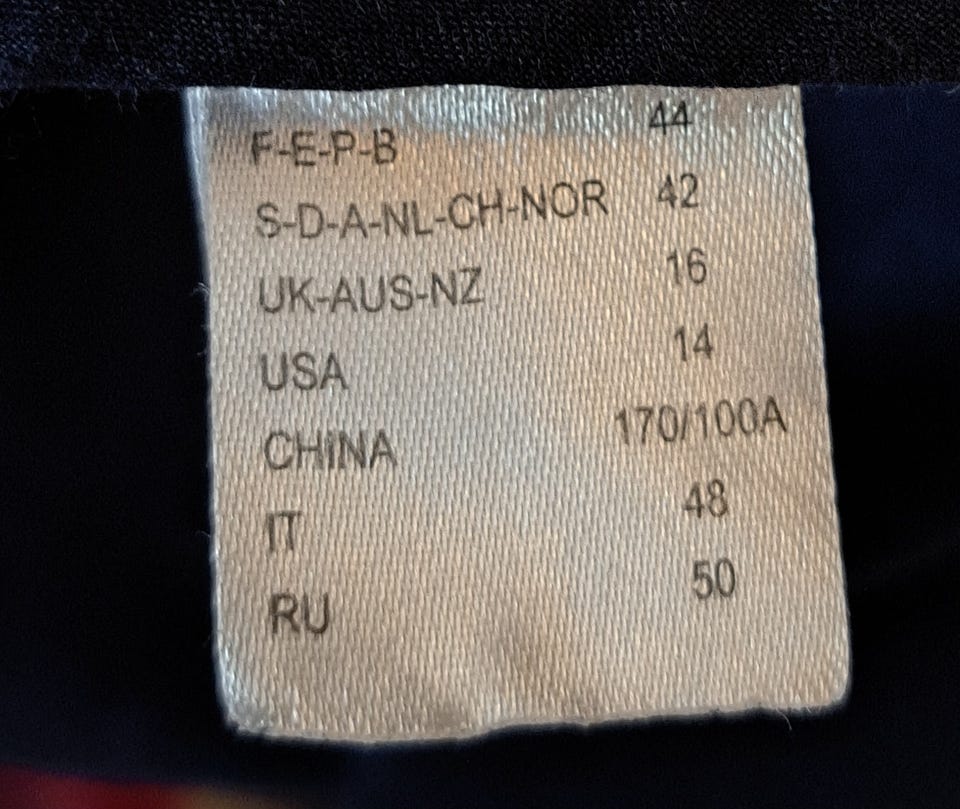 F-E-P-B 44
S-D-A-NL-CH-NOR 42
UK-AUS-NZ 16
USA 14
CHINA 170/100A
IT 48
RU 50